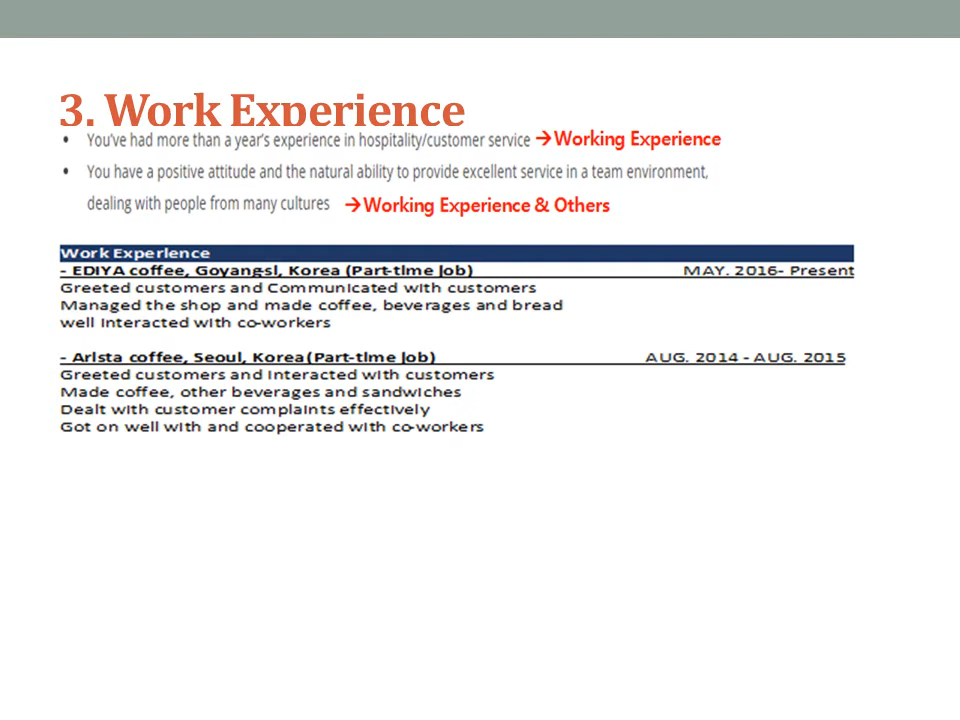 3. Work Experience
• You've had more than a year's experience in hospitality/customer service →Working Experience
• You have a positive attitude and the natural ability to provide excellent service in a team environment,
dealing with people from many cultures →Working Experience & Others
Work Experience
- EDIYA coffee, Goyangsi, Korea (Part-time job) MAY. 2016- Present
Greeted customers and Communicated with customers
Managed the shop and made coffee, beverages and bread
well Interacted with co-workers
- Arista coffee, Seoul, Korea(Part-time job) AUG. 2014 - AUG. 2015
Greeted customers and Interacted with customers
Made coffee, other beverages and sandwiches
Dealt with customer complaints effectively
Got on well with and cooperated with co-workers